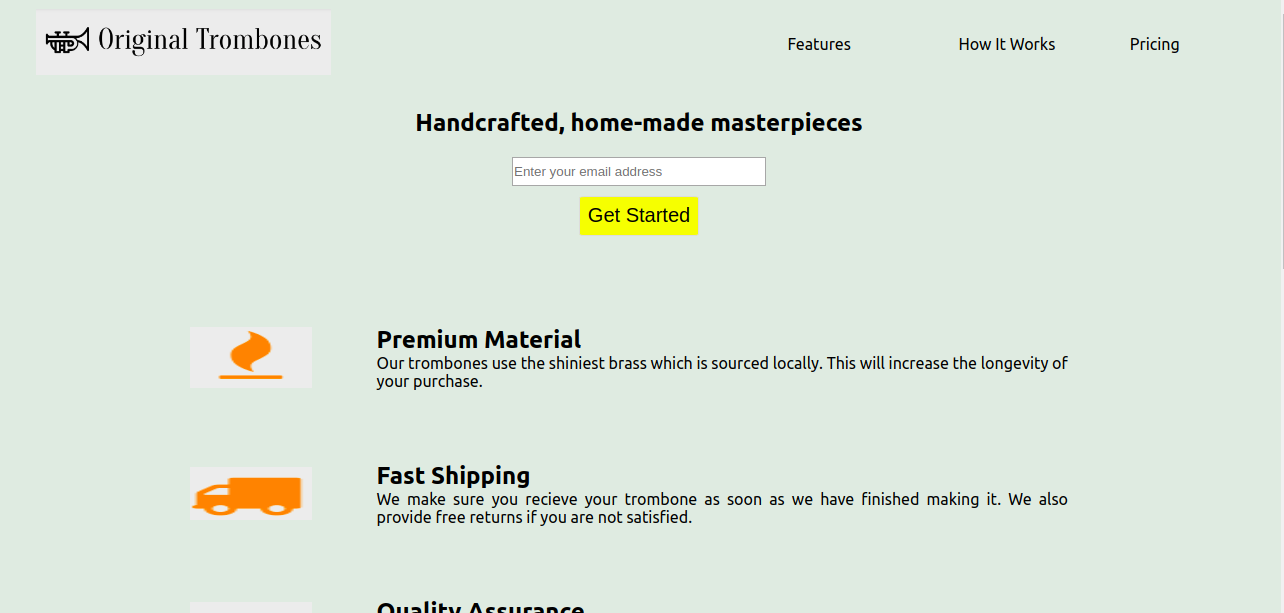 Original Trombones
Features
How It Works
Pricing
Handcrafted, home-made masterpieces
Enter your email address
Get Started
Premium Material
Our trombones use the shiniest brass which is sourced locally. This will increase the longevity of
your purchase.
Fast Shipping
We make sure you recieve your trombone as soon as we have finished making it. We also
provide free returns if you are not satisfied.
Quality Assurance